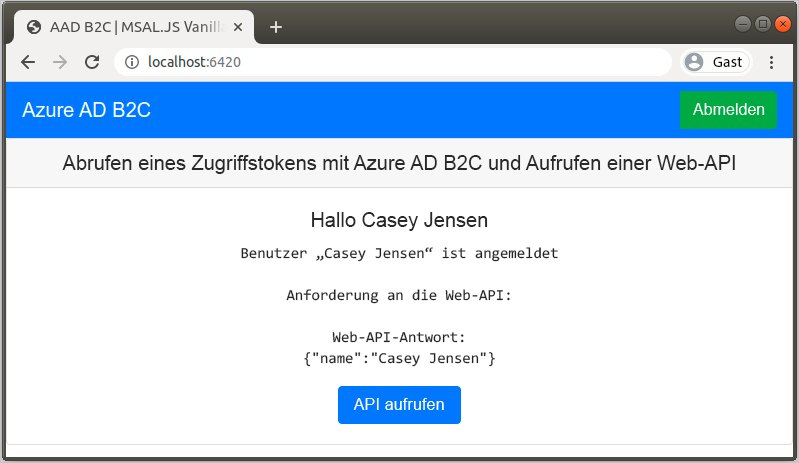 AAD B2C | MSAL.JS Vanill
localhost:6420
Gast
Azure AD B2C
Abmelden
Abrufen eines Zugriffstokens mit Azure AD B2C und Aufrufen einer Web-API
Hallo Casey Jensen
Benutzer „Casey Jensen“ ist angemeldet
Anforderung an die Web-API:
Web-API-Antwort:
{"name":"Casey Jensen"}
API aufrufen